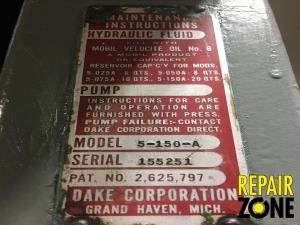 MAINTENANCE
INSTRUCTIONS
HYDRAULIC FLUID
FILL WITH
MOBIL VELOCITE OIL No. 6
A MOBIL PRODUCT
OR EQUIVALENT
RESERVOIR CAP'C'Y FOR MODS.
5-025A 6 QTS. 5-050A- 8 QTS.
5-075A 18 QTS. 5-150A-20 QTS.
PUMP
INSTRUCTIONS FOR CARE
AND OPERATION ARE
FURNISHED WITH PRESS.
PUMP FAILURE:-CONTACT
DAKE CORPORATION DIRECT.
MODEL 5-150-A
SERIAL 155251
PAT. NO. 2,625,797
DAKE CORPORATION
GRAND HAVEN, MICH.
REPAIR
ZONE